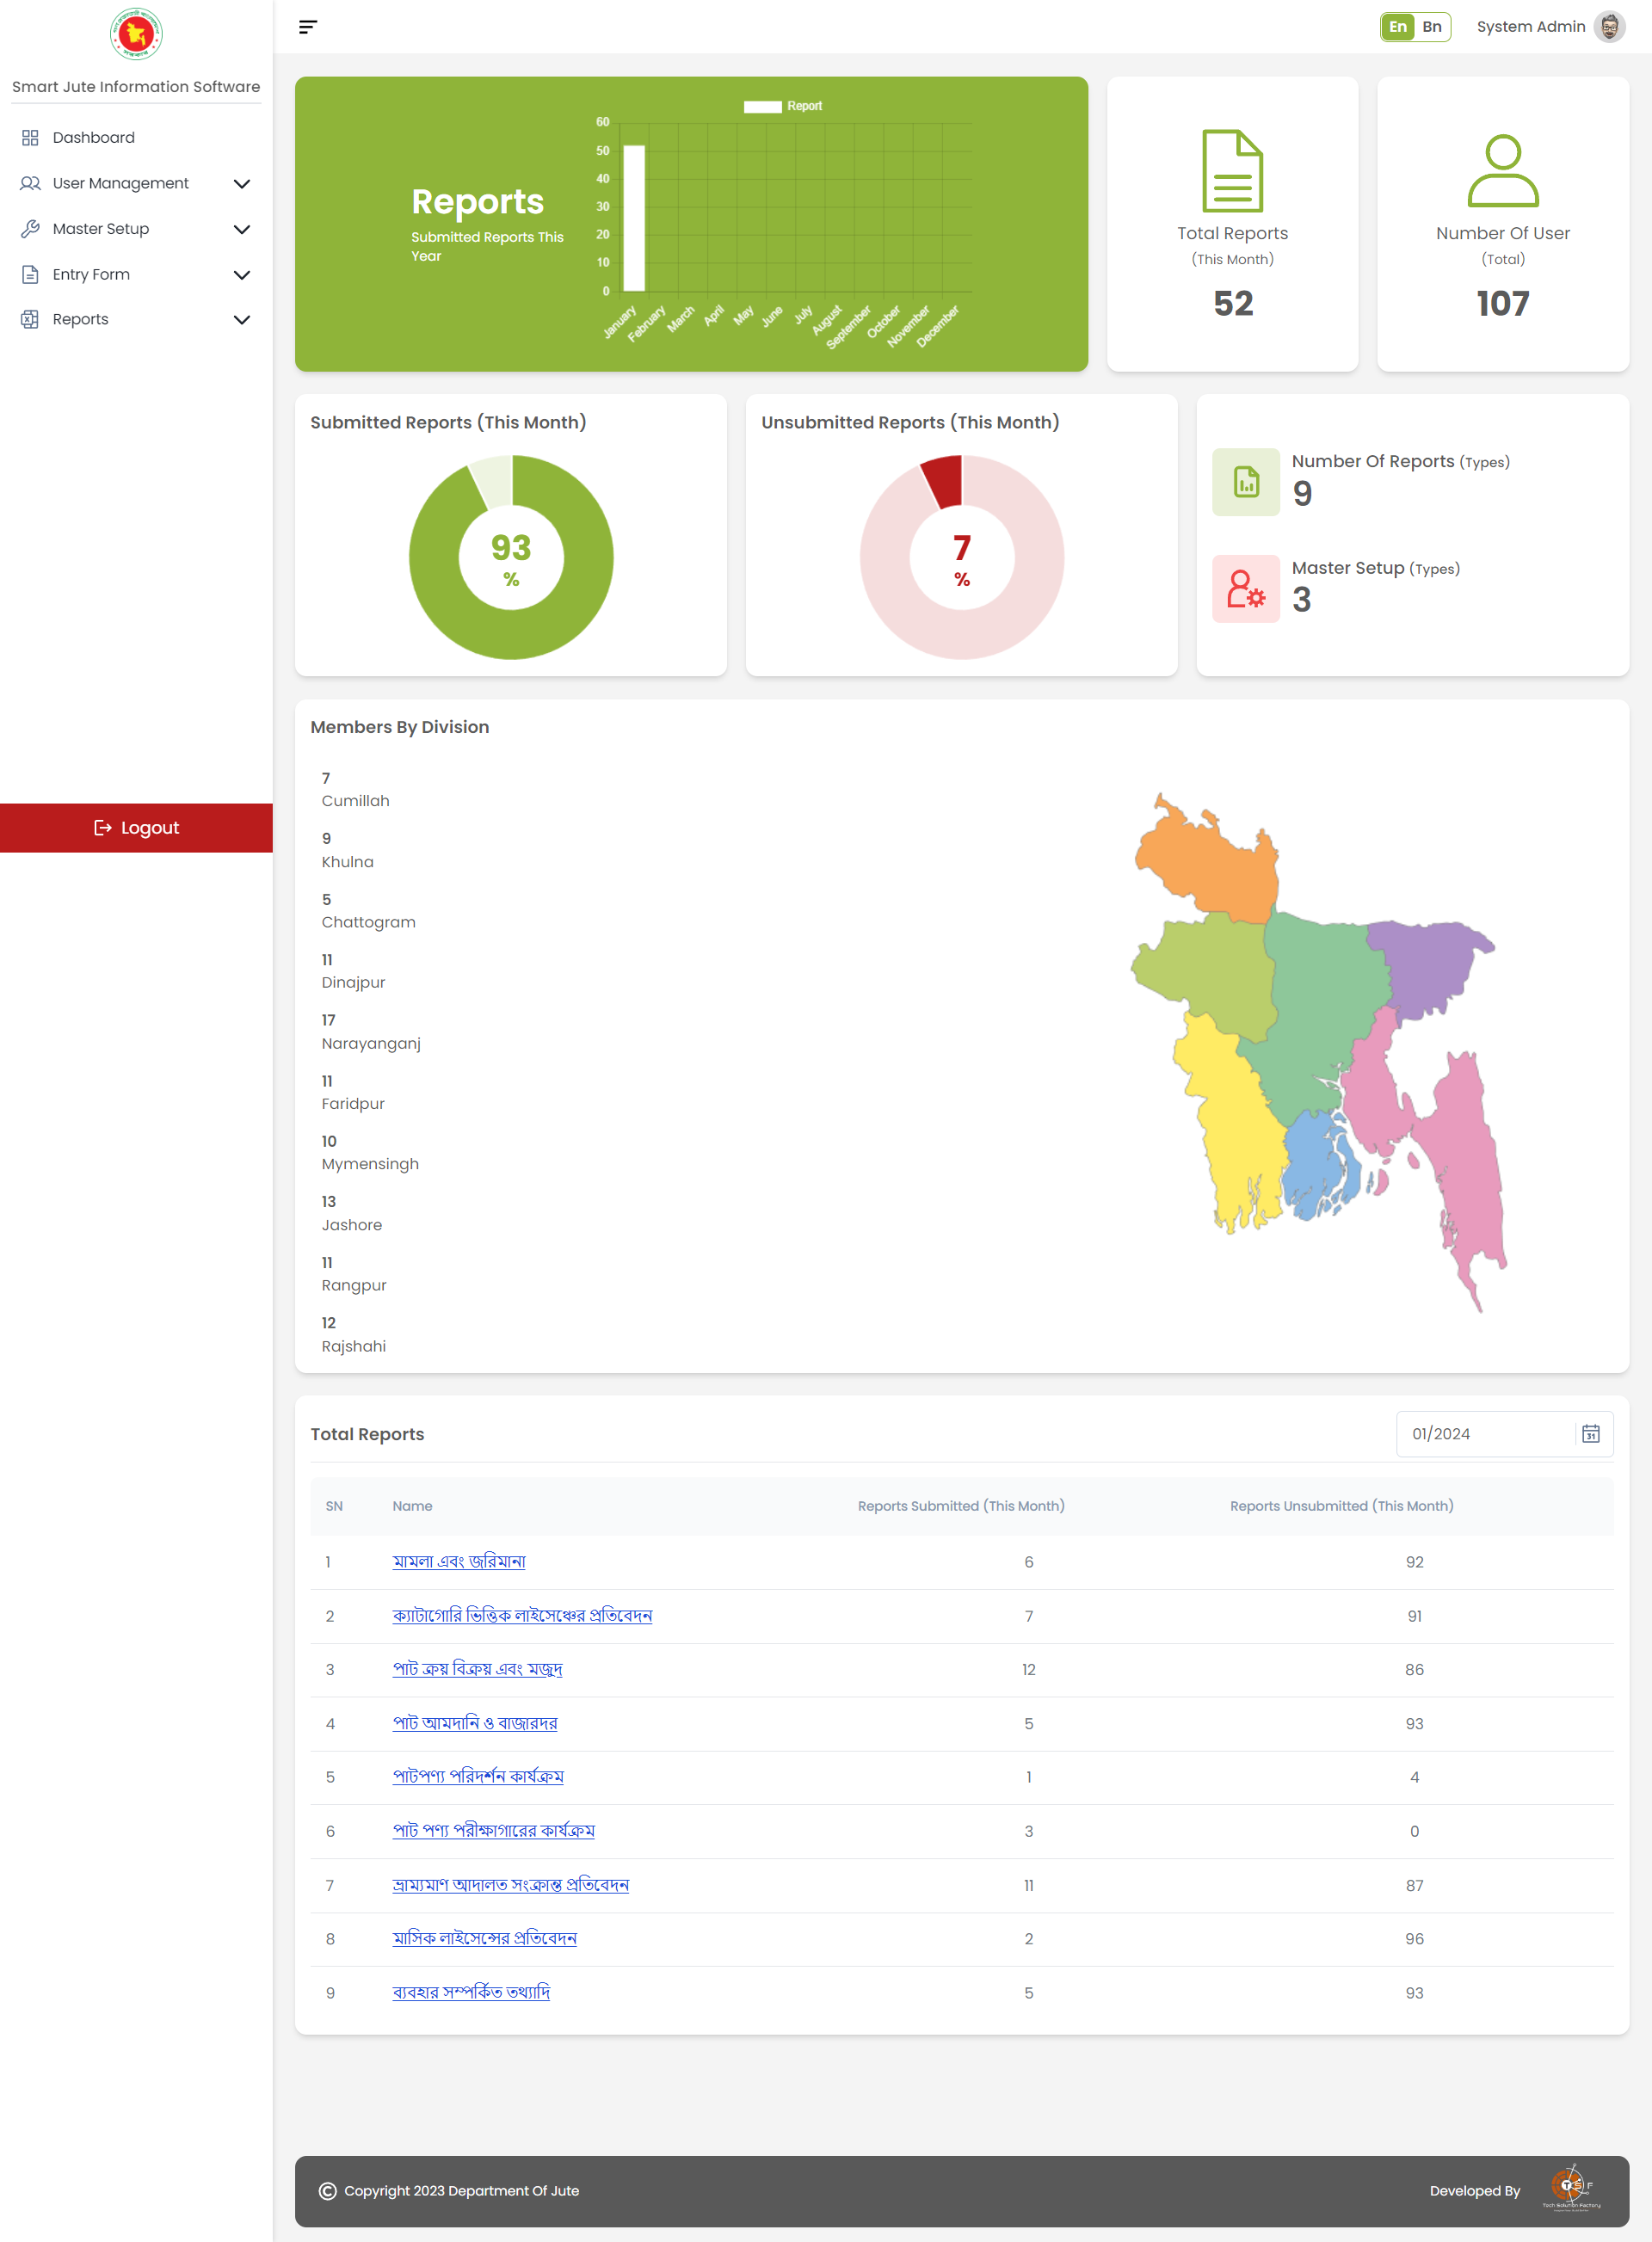 En Bn System Admin
Smart Jute Information Software
Dashboard
User Management
Master Setup
Entry Form
Reports
Logout
Reports
Submitted Reports This
Year
Report
60
50
40
30
20
10
0
January
February
March
April
May
June
July
August
September
October
November
December
Total Reports
(This Month)
52
Number Of User
(Total)
107
Submitted Reports (This Month)
93
%
Unsubmitted Reports (This Month)
7
%
Number Of Reports (Types)
9
Master Setup (Types)
3
Members By Division
7
Cumillah
9
Khulna
5
Chattogram
11
Dinajpur
17
Narayanganj
11
Faridpur
10
Mymensingh
13
Jashore
11
Rangpur
12
Rajshahi
Total Reports
01/2024
SN Name Reports Submitted (This Month) Reports Unsubmitted (This Month)
1 মামলা এবং জরিমানা 6 92
2 ক্যাটাগোরি ভিত্তিক লাইসেঞ্চের প্রতিবেদন 7 91
3 পাট ক্রয় বিক্রয় এবং মজুদ 12 86
4 পাট আমদানি ও বাজারদর 5 93
5 পাটপণ্য পরিদর্শন কার্যক্রম 1 4
6 পাট পণ্য পরীক্ষাগারের কার্যক্রম 3 0
7 ভ্রাম্যমাণ আদালত সংক্রান্ত প্রতিবেদন 11 87
8 মাসিক লাইসেন্সের প্রতিবেদন 2 96
9 ব্যবহার সম্পর্কিত তথ্যাদি 5 93
© Copyright 2023 Department Of Jute
Developed By
Tech Solution Factory